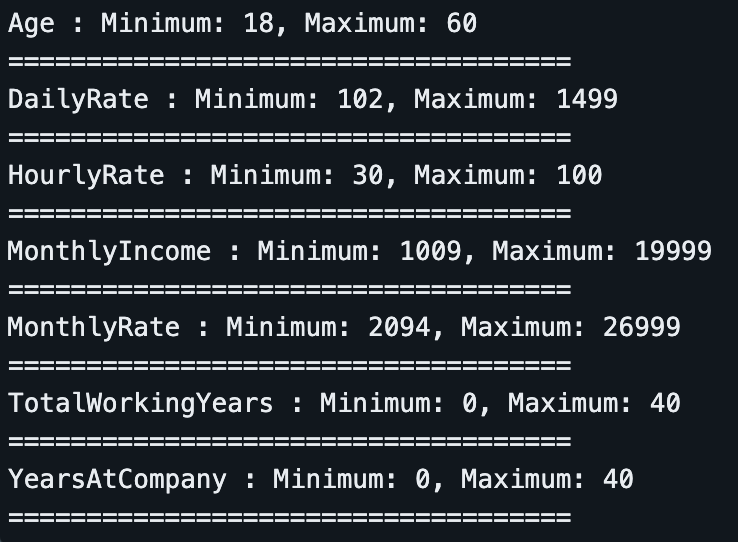 Age : Minimum: 18, Maximum: 60
====================================
DailyRate : Minimum: 102, Maximum: 1499
====================================
HourlyRate : Minimum: 30, Maximum: 100
====================================
MonthlyIncome : Minimum: 1009, Maximum: 19999
====================================
MonthlyRate : Minimum: 2094, Maximum: 26999
====================================
TotalWorkingYears : Minimum: 0, Maximum: 40
====================================
YearsAtCompany : Minimum: 0, Maximum: 40
====================================